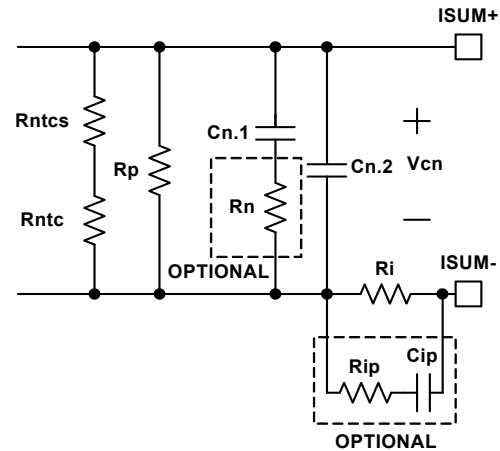 ISUM+
Rntcs
Cn.1
+
Rp
Cn.2
Vcn
Rntc
Rn
−
OPTIONAL
Ri
ISUM-
Rip
Cip
OPTIONAL